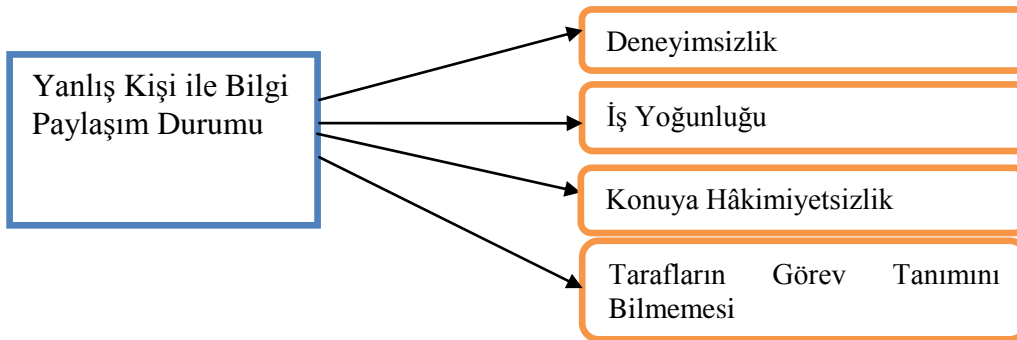 Yanlış Kişi ile Bilgi
Paylaşım Durumu
Deneyimsizlik
İş Yoğunluğu
Konuya Hâkimiyetsizlik
Tarafların Görev Tanımını
Bilmemesi